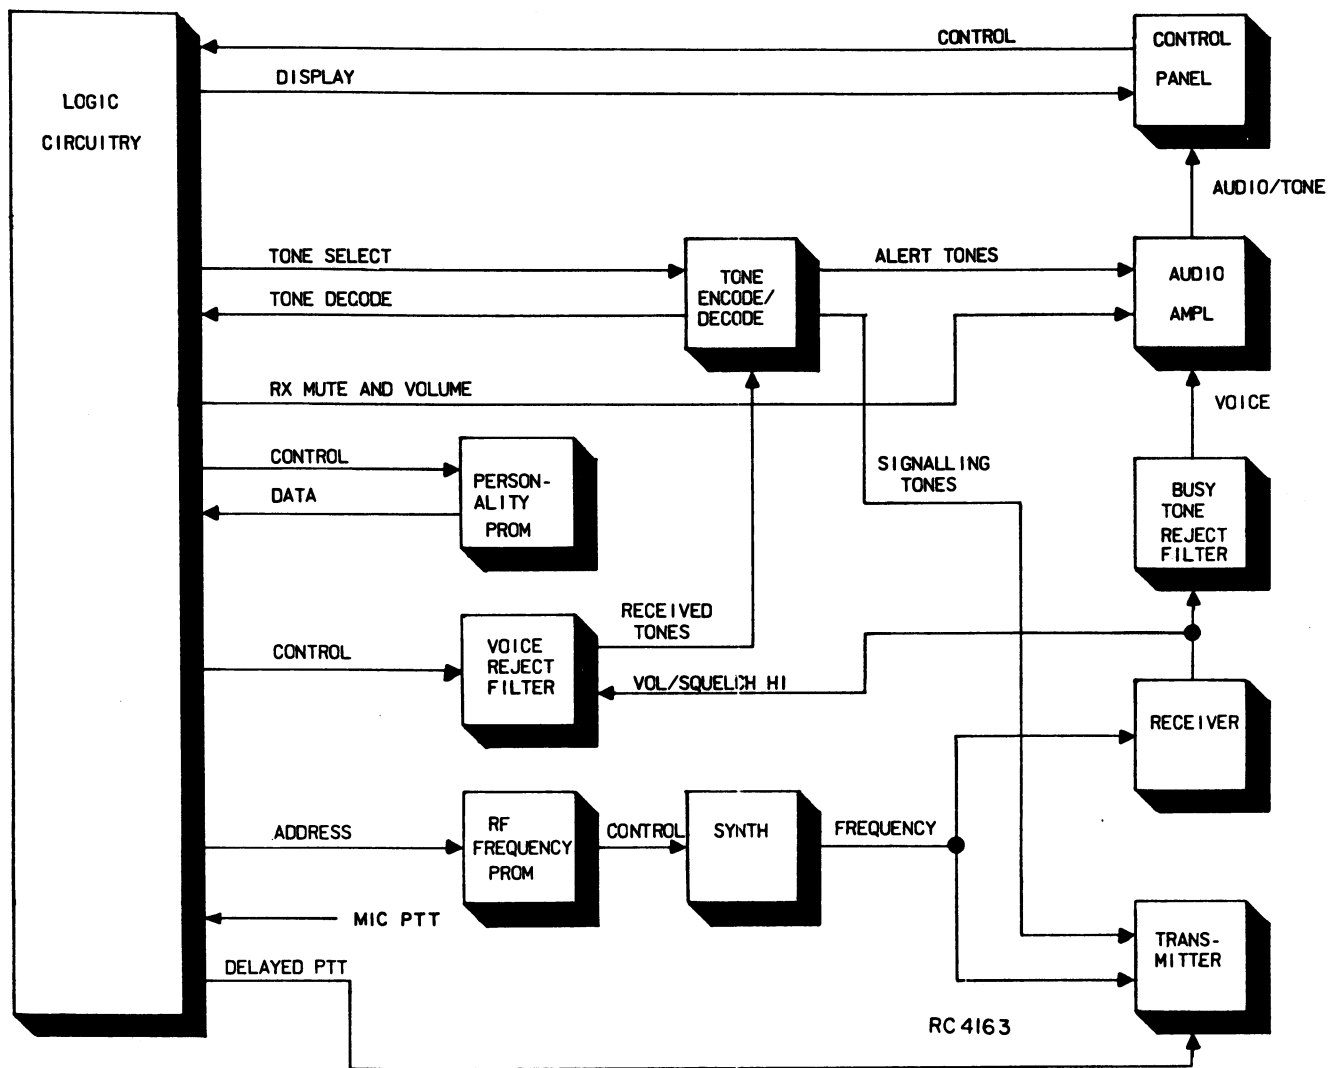 CONTROL
CONTROL
PANEL
DISPLAY
LOGIC
CIRCUITRY
AUDIO/TONE
TONE SELECT
TONE
ENCODE/
DECODE
ALERT TONES
AUDIO
AMPL
TONE DECODE
RX MUTE AND VOLUME
VOICE
CONTROL
DATA
PERSON-
ALITY
PROM
SIGNALLING
TONES
BUSY
TONE
REJECT
FILTER
RECEIVED
TONES
CONTROL
VOICE
REJECT
FILTER
VOL/SQUELCH HI
RECEIVER
ADDRESS
RF
FREQUENCY
PROM
CONTROL
SYNTH
FREQUENCY
MIC PTT
TRANS-
MITTER
DELAYED PTT
RC4163